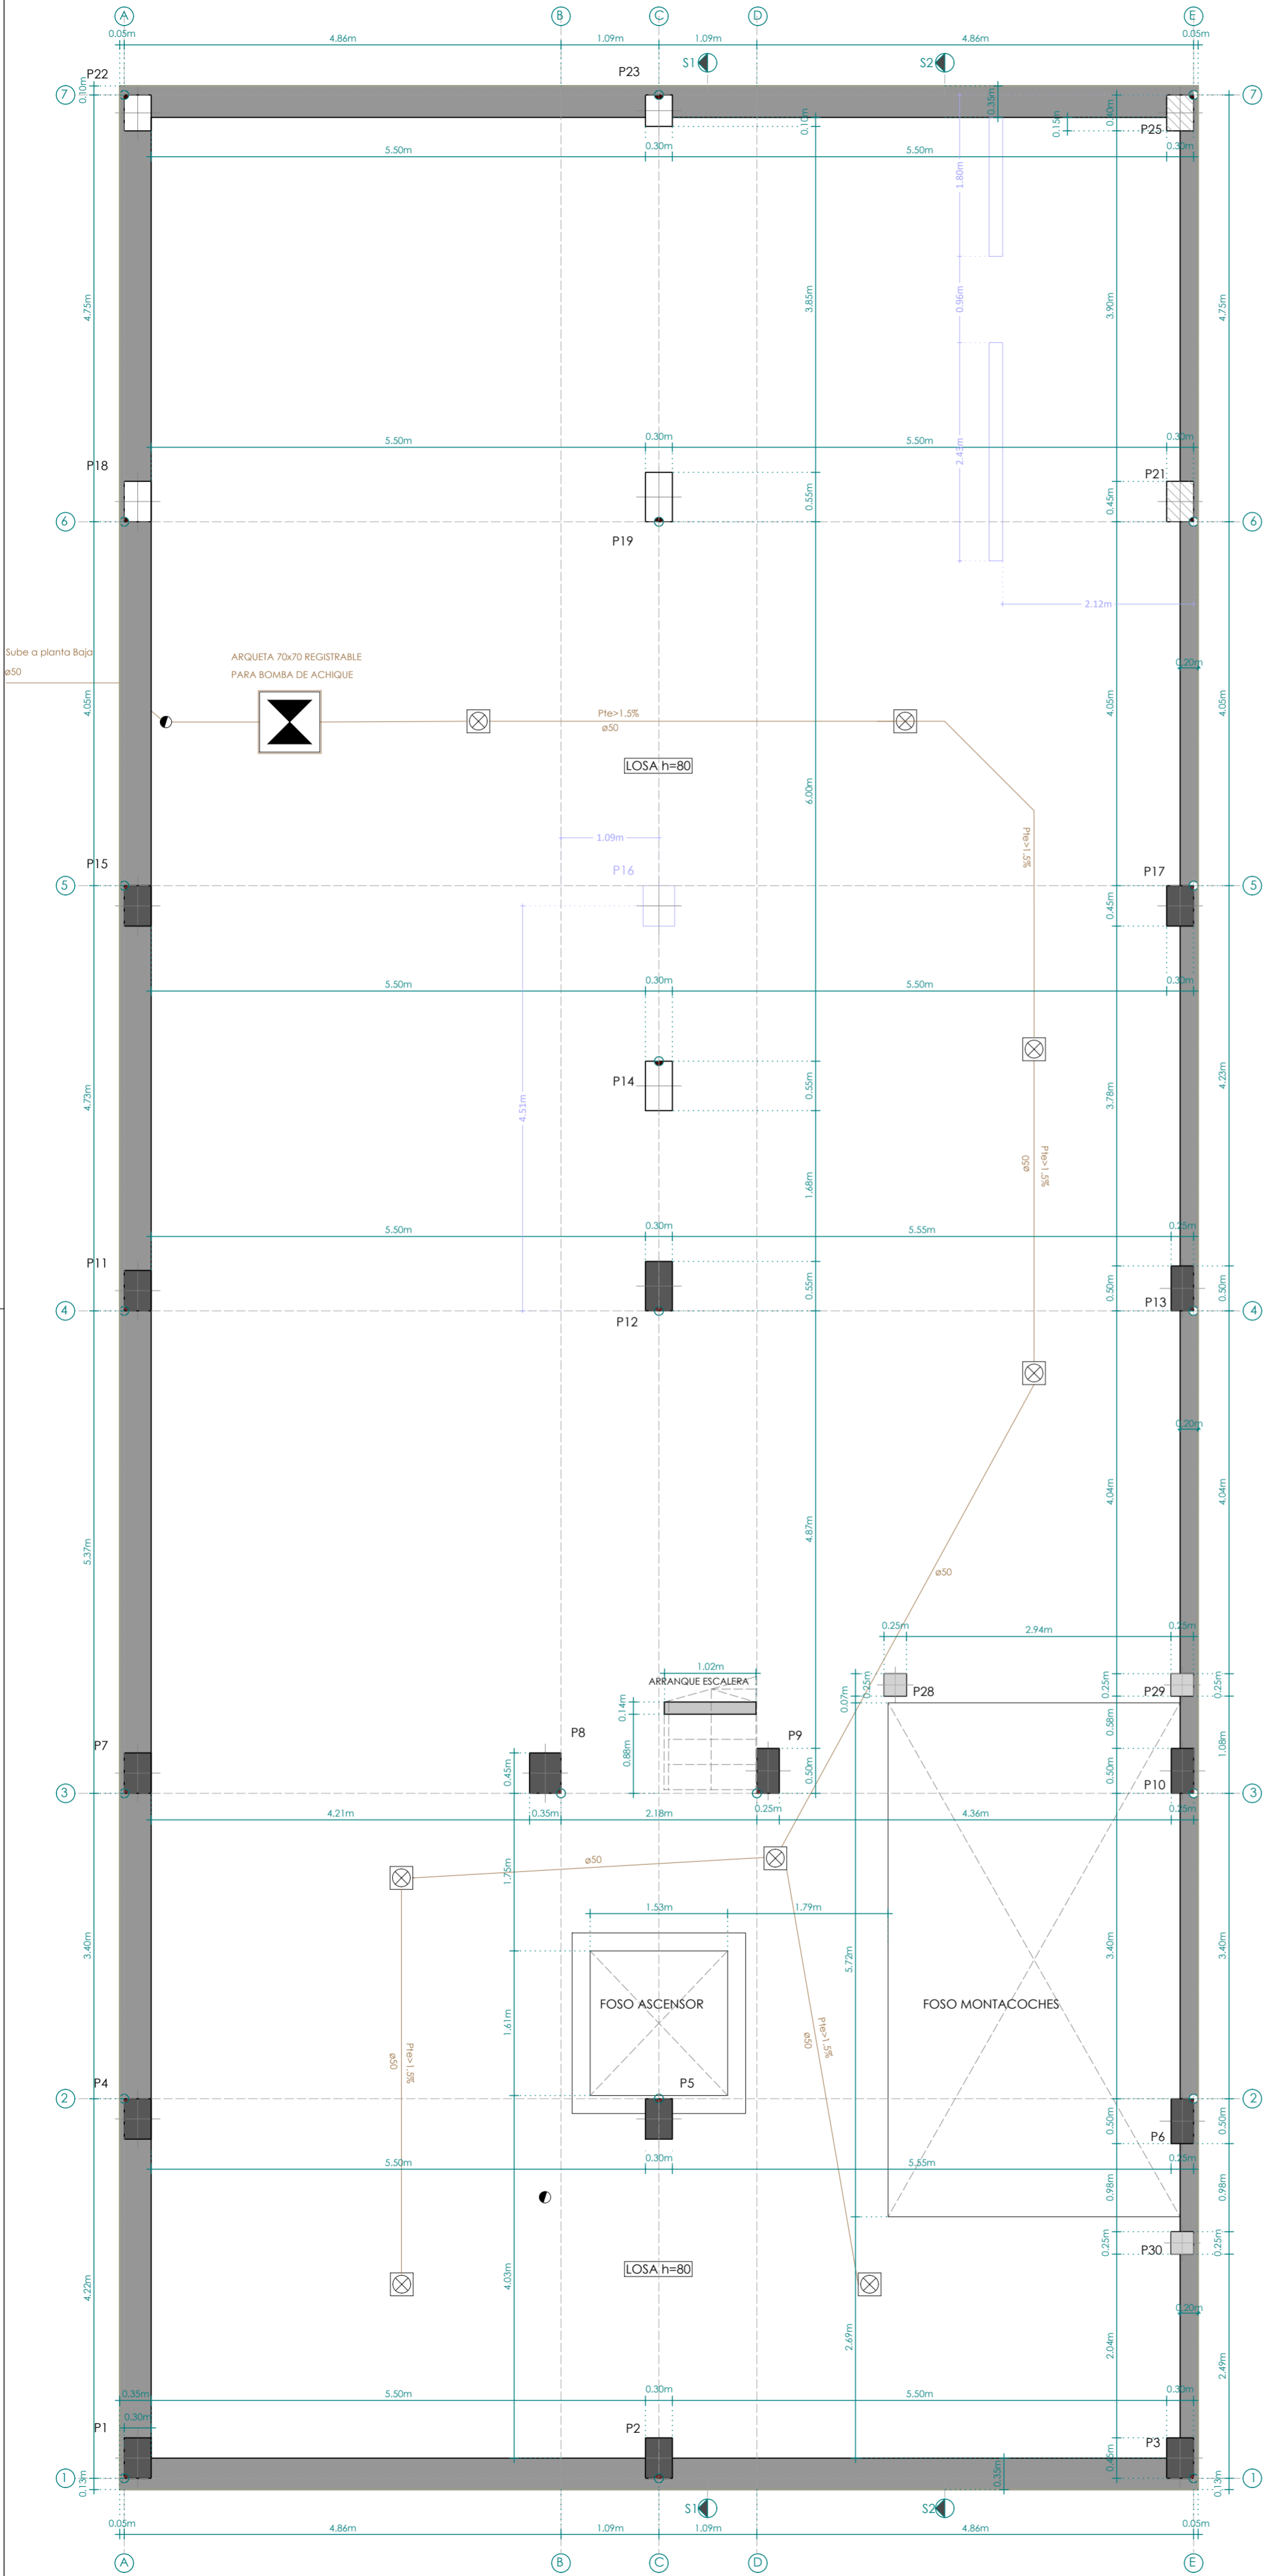 A B C D E
0.05m 4.86m 1.09m 1.09m 4.86m 0.05m
S1 S2
P22 P23
7 0.10m 0.35m 0.40m 7
0.10m 0.15m P25
5.50m 0.30m 5.50m 0.30m
1.80m
4.75m 3.85m 0.96m 3.90m 4.75m
5.50m 0.30m 5.50m 0.30m
2.43m
P18 P21
0.55m 0.45m
6 6
P19
2.12m
Sube a planta Baja
ø50
ARQUETA 70x70 REGISTRABLE
PARA BOMBA DE ACHIQUE
0.20m
4.05m 4.05m 4.05m
Pte>1.5%
ø50
LOSA h=80
6.00m
1.09m
Pte>1.5%
P15 P16 P17
5 5
0.45m
5.50m 0.30m 5.50m 0.30m
P14
0.55m
4.73m 4.51m 3.78m 4.23m
ø50 Pte>1.5%
1.68m
5.50m 0.30m 5.55m 0.25m
P11
0.55m 0.50m 0.50m
4 P12 P13 4
0.20m
5.37m 4.87m 4.04m 4.04m
ø50
0.25m 2.94m 0.25m
1.02m
ARRANQUE ESCALERA
0.14m 0.07m 0.25m P28 0.25m P29 0.25m
0.58m
P7 P8 P9 1.08m
0.88m
0.45m 0.50m 0.50m P10
3 3
4.21m 0.35m 2.18m 0.25m 4.36m 0.25m
ø50
1.75m
1.53m 1.79m
3.40m 5.72m 3.40m 3.40m
FOSO ASCENSOR FOSO MONTACOCHES
1.61m
ø50 Pte>1.5% ø50 Pte>1.5%
P4 P5
2 2
0.50m 0.50m
P6
5.50m 0.30m 5.55m 0.25m
0.98m 0.98m
0.25m P30 0.25m
LOSA h=80
4.22m 4.03m
0.20m
2.69m 2.04m 2.49m
0.35m 5.50m 0.30m 5.50m 0.30m
0.30m
P1 P2 P3
0.45m
1 0.13m 0.35m 0.13m 1
S1 S2
0.05m 4.86m 1.09m 1.09m 4.86m 0.05m
A B C D E